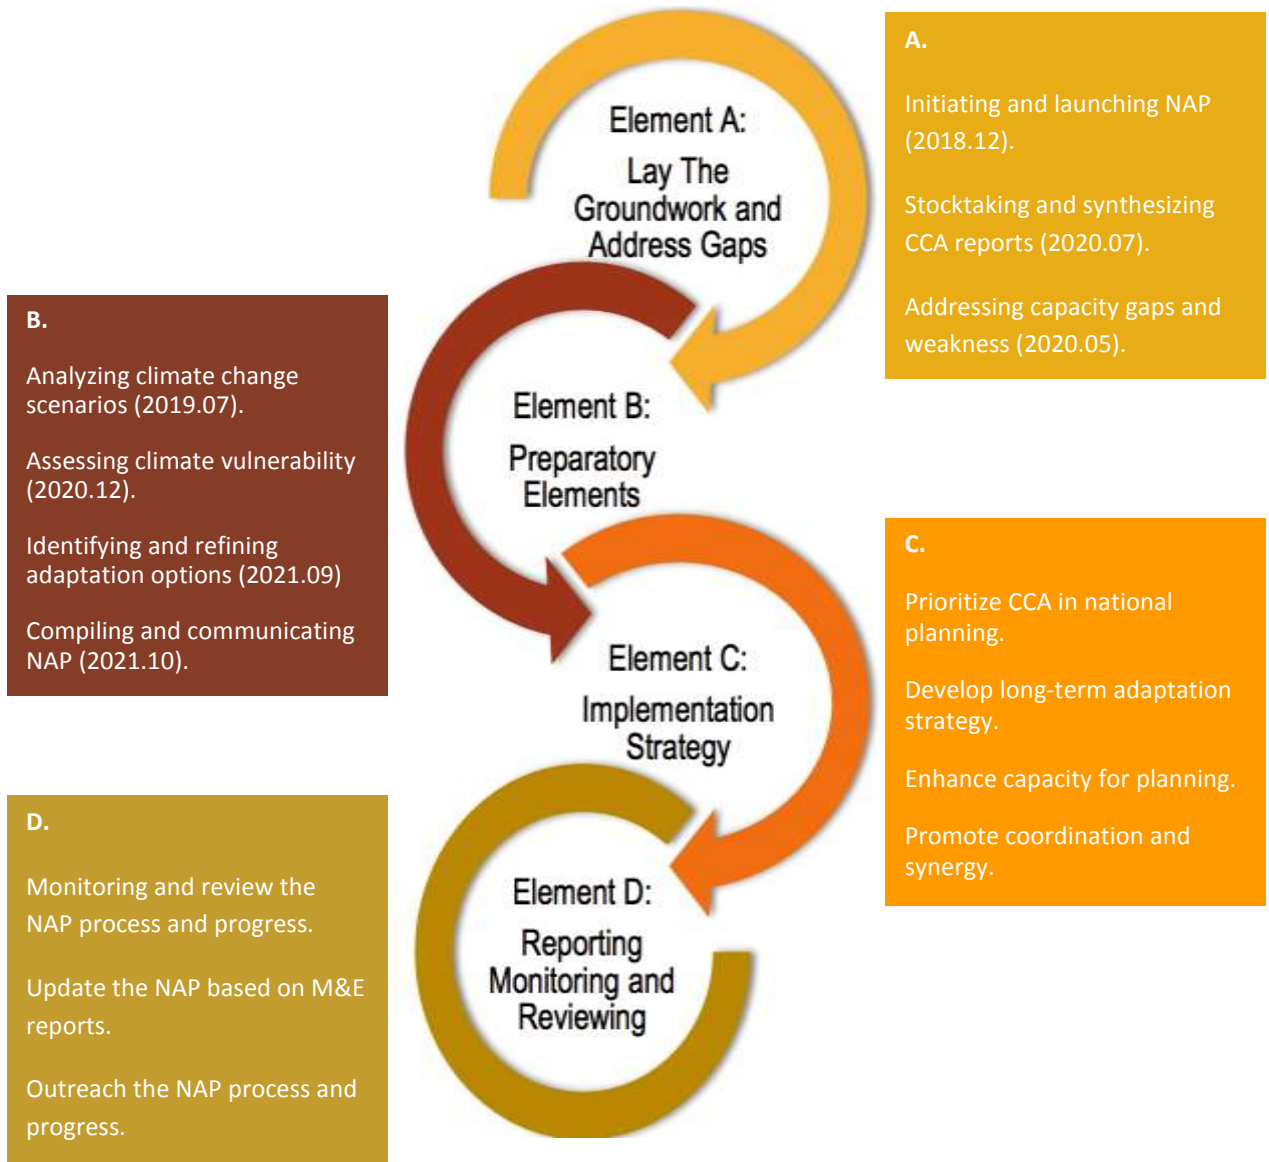 Element A:
Lay The
Groundwork and
Address Gaps
A.
Initiating and launching NAP
(2018.12).
Stocktaking and synthesizing
CCA reports (2020.07).
Addressing capacity gaps and
weakness (2020.05).
B.
Analyzing climate change
scenarios (2019.07).
Assessing climate vulnerability
(2020.12).
Identifying and refining
adaptation options (2021.09)
Compiling and communicating
NAP (2021.10).
Element B:
Preparatory
Elements
Element C:
Implementation
Strategy
C.
Prioritize CCA in national
planning.
Develop long-term adaptation
strategy.
Enhance capacity for planning.
Promote coordination and
synergy.
D.
Monitoring and review the
NAP process and progress.
Update the NAP based on M&E
reports.
Outreach the NAP process and
progress.
Element D:
Reporting
Monitoring and
Reviewing